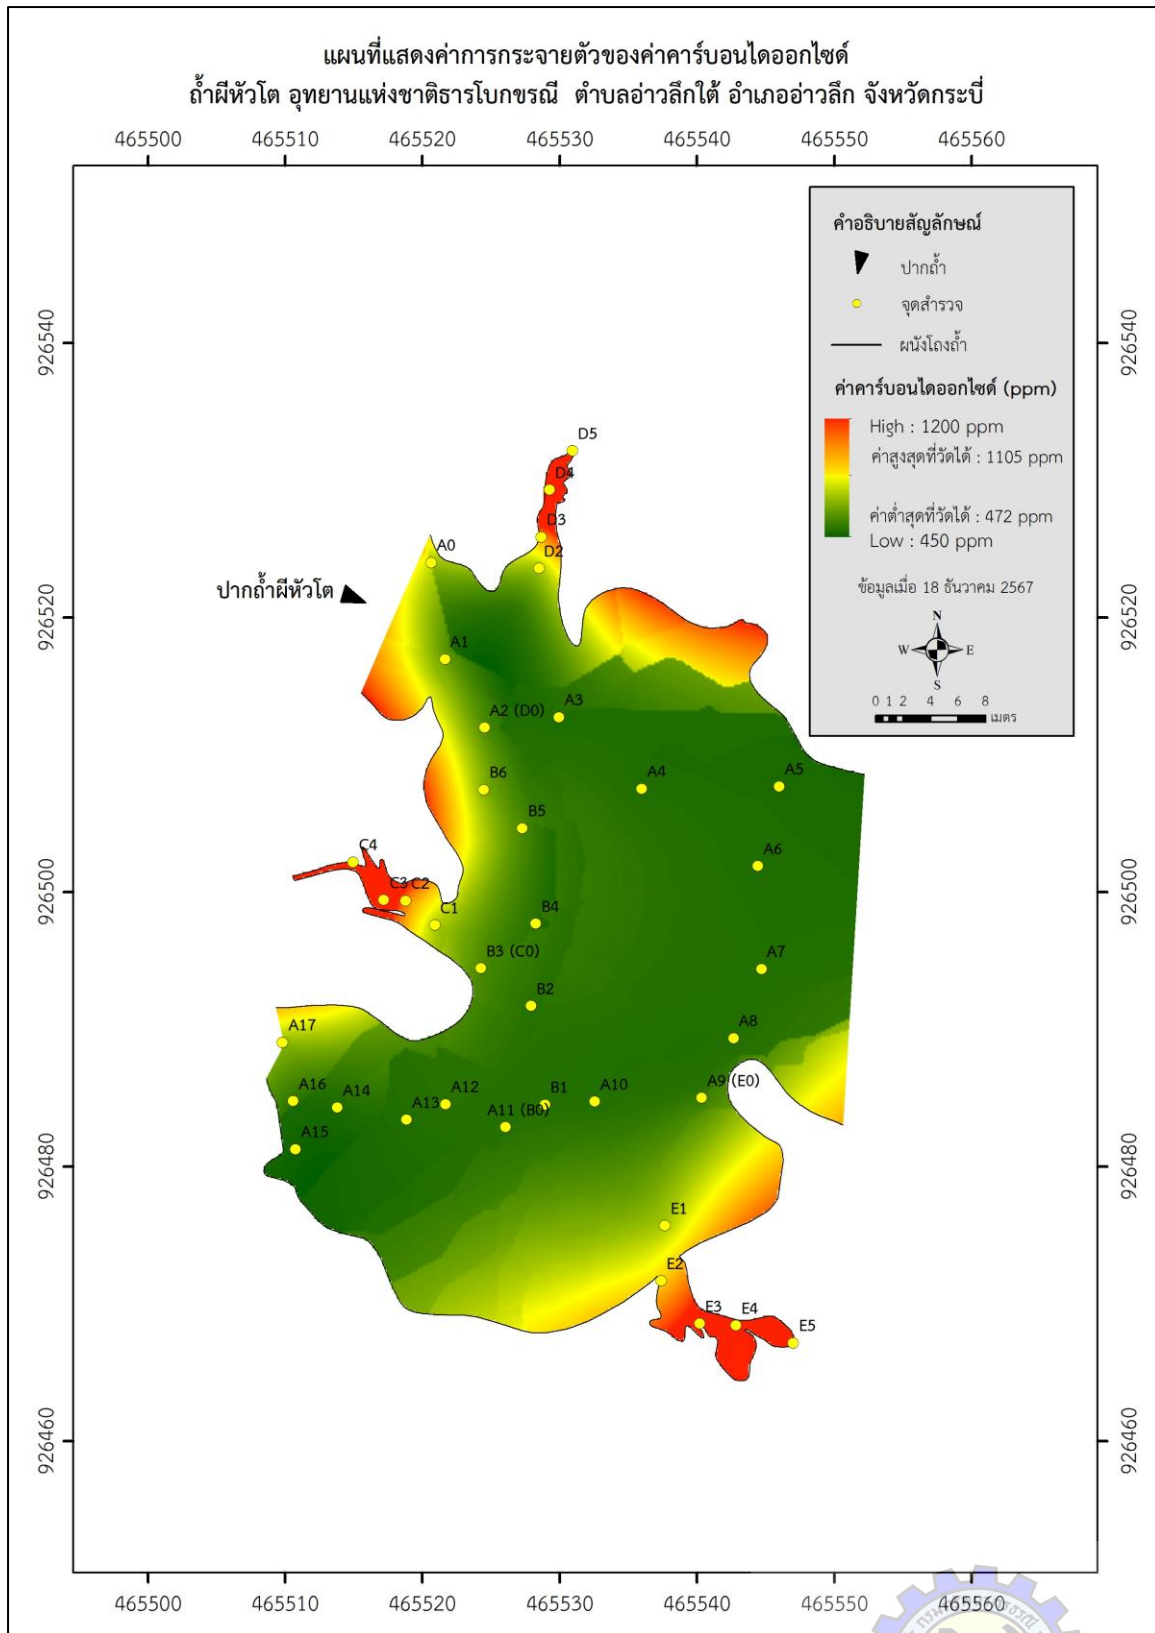 แผนที่แสดงค่าการกระจายตัวของค่าคาร์บอนไดออกไซด์
ถ้ำผีหัวโต อุทยานแห่งชาติธารโบกขรณี ตำบลอ่าวลึกใต้ อำเภออ่าวลึก จังหวัดกระบี่
465500 465510 465520 465530 465540 465550 465560
คำอธิบายสัญลักษณ์
ปากถ้ำ
จุดสำรวจ
ผนังโถงถ้ำ
ค่าคาร์บอนไดออกไซด์ (ppm)
High : 1200 ppm
ค่าสูงสุดที่วัดได้ : 1105 ppm
ค่าต่ำสุดที่วัดได้ : 472 ppm
Low : 450 ppm
ข้อมูลเมื่อ 18 ธันวาคม 2567
N
W E
S
0 1 2 4 6 8
เมตร
926540 926540
D5
D4
D3
D2
A0
ปากถ้ำผีหัวโต
926520 926520
A1
A2 (D0) A3
B6 A4 A5
B5
C4 A6
926500 926500
C3 C2
C1 B4
B3 (C0) A7
B2
A17 A8
A16 A14 A13 A12 A11 (B0) B1 A10 A9 (E0)
A15
926480 926480
E1
E2
E3 E4 E5
926460 926460
465500 465510 465520 465530 465540 465550 465560